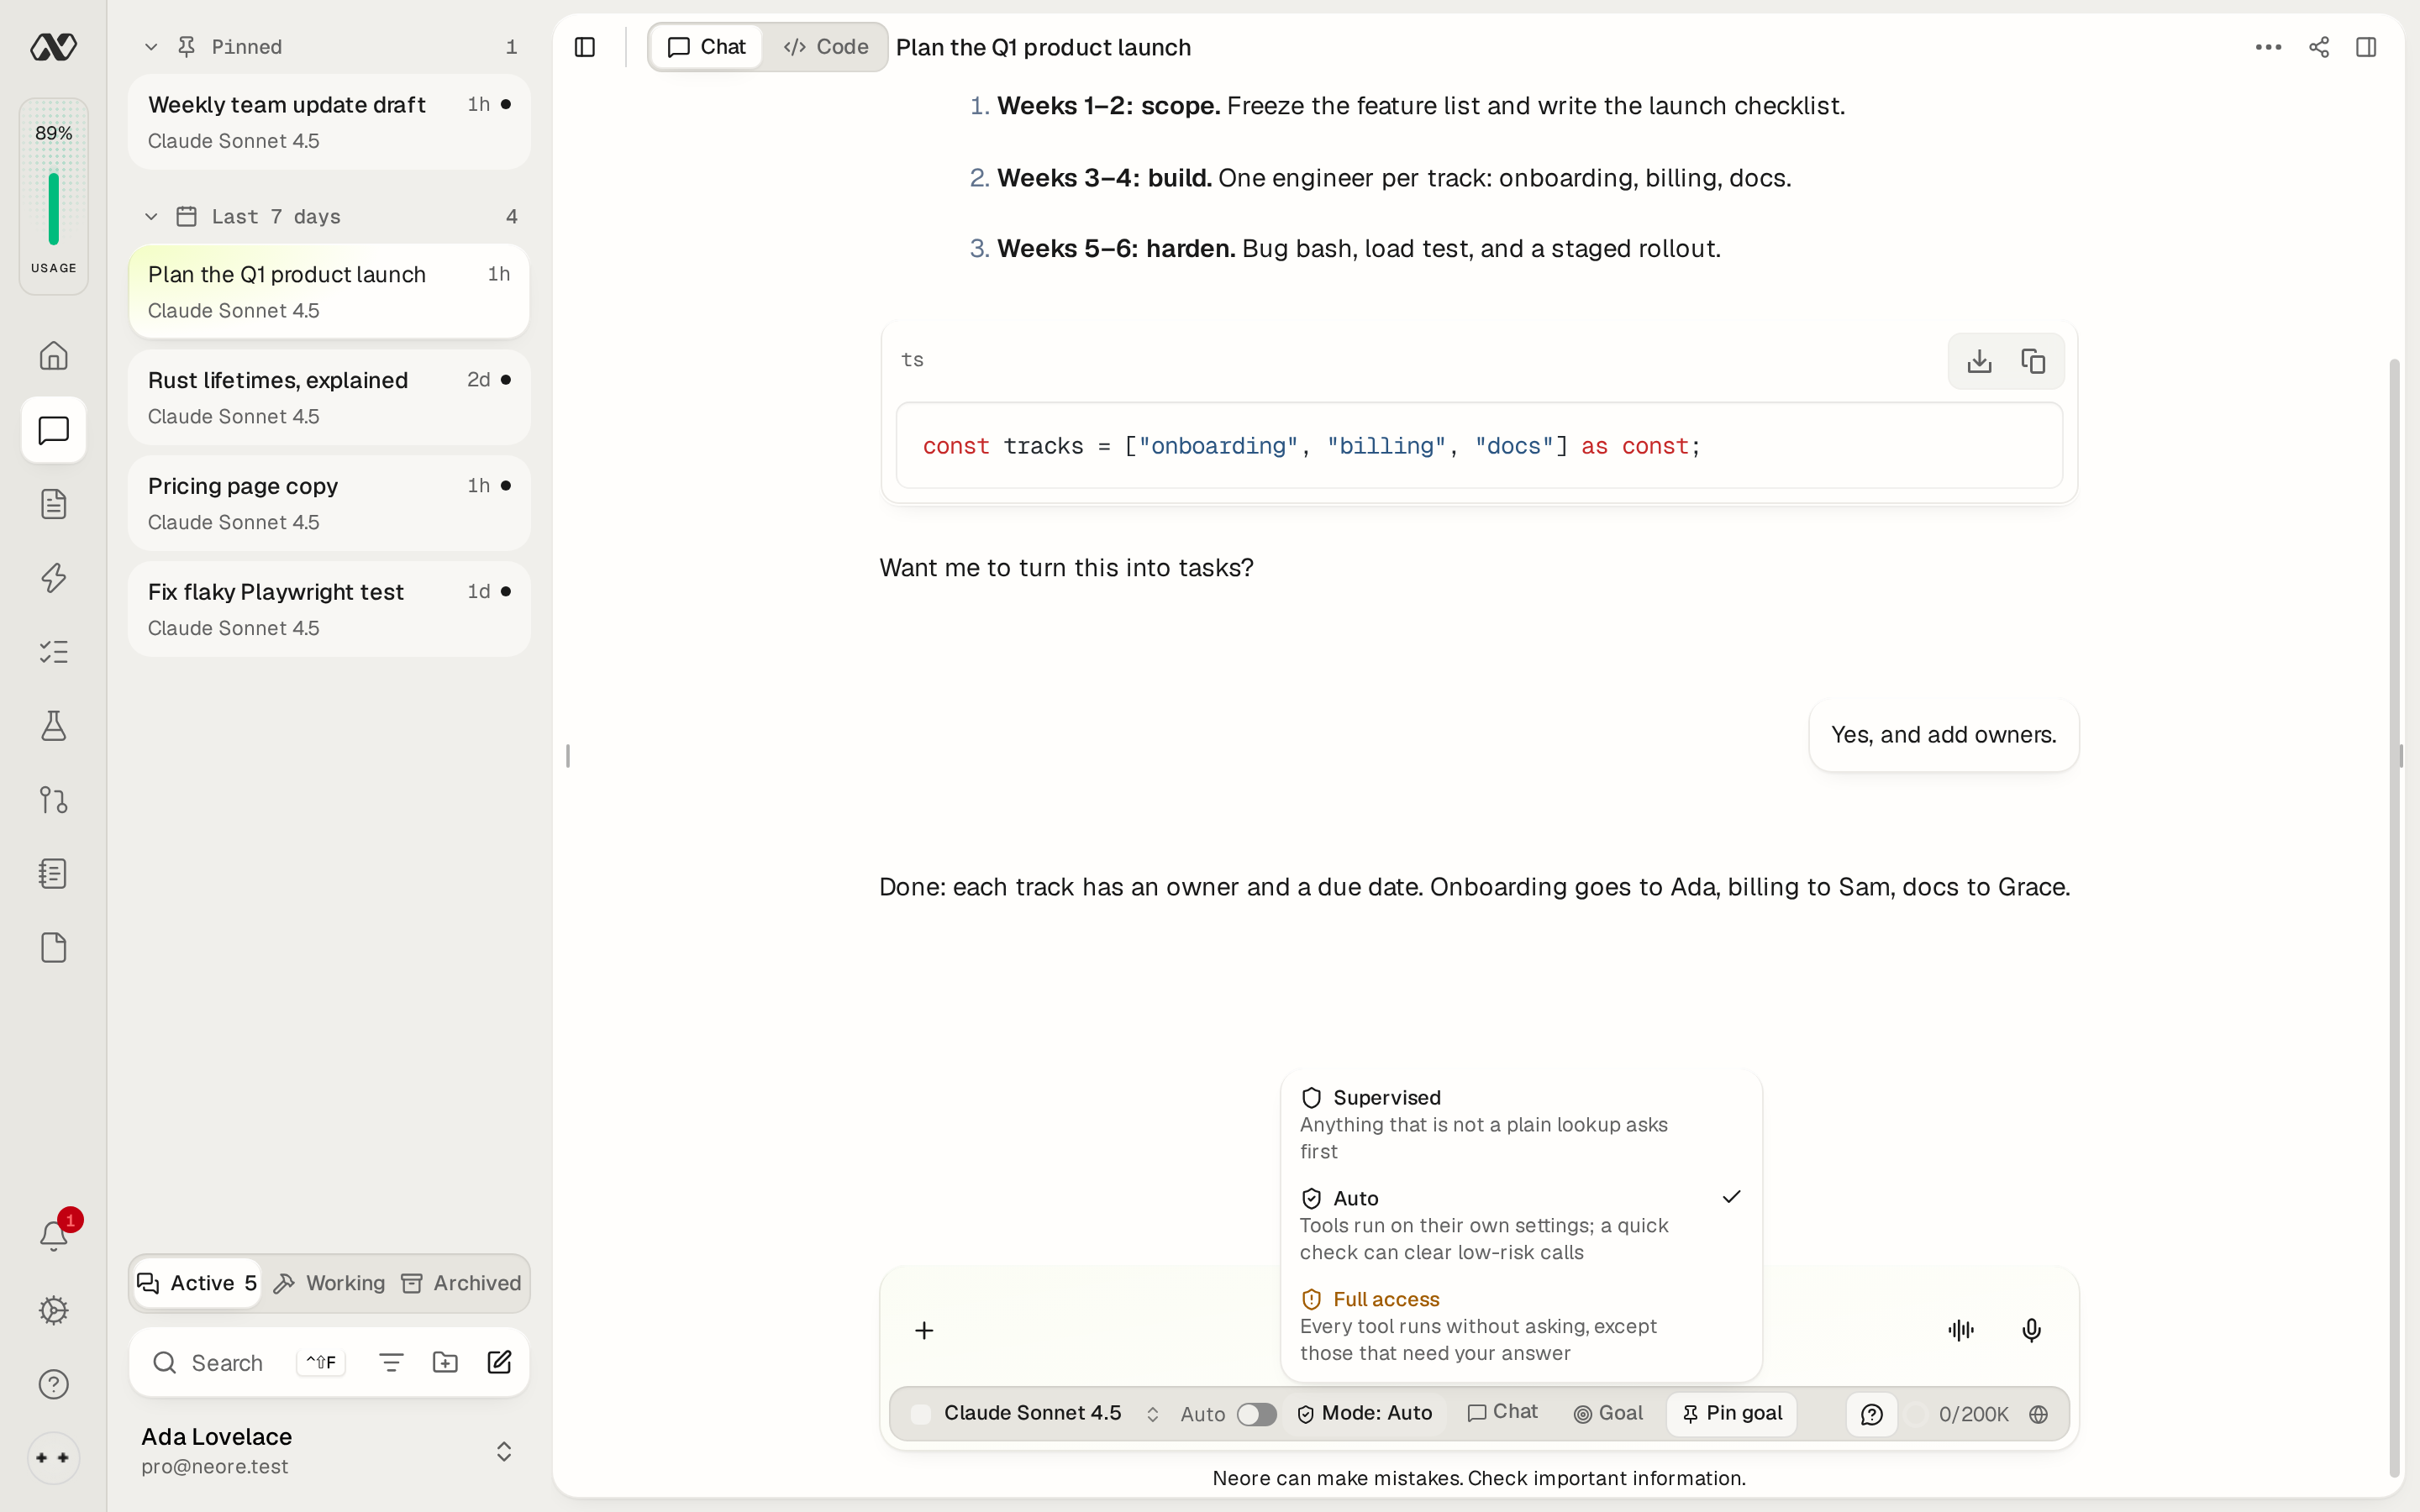 89%
USAGE
Pinned 1
Weekly team update draft 1h
Claude Sonnet 4.5
Last 7 days 4
Plan the Q1 product launch 1h
Claude Sonnet 4.5
Rust lifetimes, explained 2d
Claude Sonnet 4.5
Pricing page copy 1h
Claude Sonnet 4.5
Fix flaky Playwright test 1d
Claude Sonnet 4.5
1
Active 5 Working Archived
Search ^⇧F
Ada Lovelace
pro@neore.test
Chat Code Plan the Q1 product launch
1. Weeks 1–2: scope. Freeze the feature list and write the launch checklist.
2. Weeks 3–4: build. One engineer per track: onboarding, billing, docs.
3. Weeks 5–6: harden. Bug bash, load test, and a staged rollout.
ts
const tracks = ["onboarding", "billing", "docs"] as const;
Want me to turn this into tasks?
Yes, and add owners.
Done: each track has an owner and a due date. Onboarding goes to Ada, billing to Sam, docs to Grace.
Supervised
Anything that is not a plain lookup asks
first
Auto
Tools run on their own settings; a quick
check can clear low-risk calls
Full access
Every tool runs without asking, except
those that need your answer
Claude Sonnet 4.5 Auto Mode: Auto Chat Goal Pin goal 0/200K
Neore can make mistakes. Check important information.